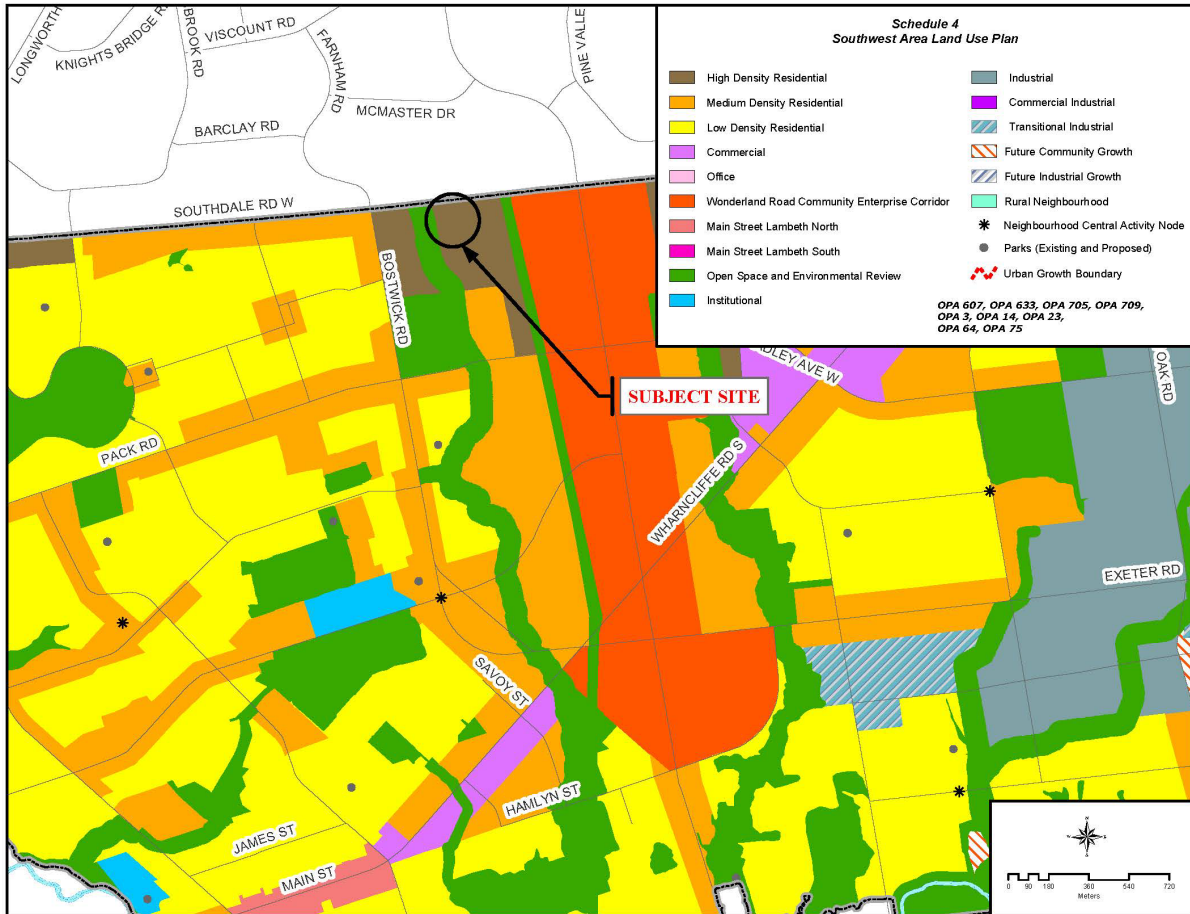 LONGWORTH
KNIGHTS BRIDGE R
BROOK RD
VISCOUNT RD
FARNHAM RD
PINE VALLE
MCMASTER DR
BARCLAY RD
SOUTHDALE RD W
BOSTWICK RD
PACK RD
SUBJECT SITE
DLEY AVE W
OAK RD
WHARNCLIFFE RD S
EXETER RD
SAVOY ST
HAMLYN ST
JAMES ST
MAIN ST
Schedule 4
Southwest Area Land Use Plan
High Density Residential
Medium Density Residential
Low Density Residential
Commercial
Office
Wonderland Road Community Enterprise Corridor
Main Street Lambeth North
Main Street Lambeth South
Open Space and Environmental Review
Institutional
Industrial
Commercial Industrial
Transitional Industrial
Future Community Growth
Future Industrial Growth
Rural Neighbourhood
Neighbourhood Central Activity Node
Parks (Existing and Proposed)
Urban Growth Boundary
OPA 607, OPA 633, OPA 705, OPA 709,
OPA 3, OPA 14, OPA 23,
OPA 64, OPA 75
0 90 180 360 540 720
Meters